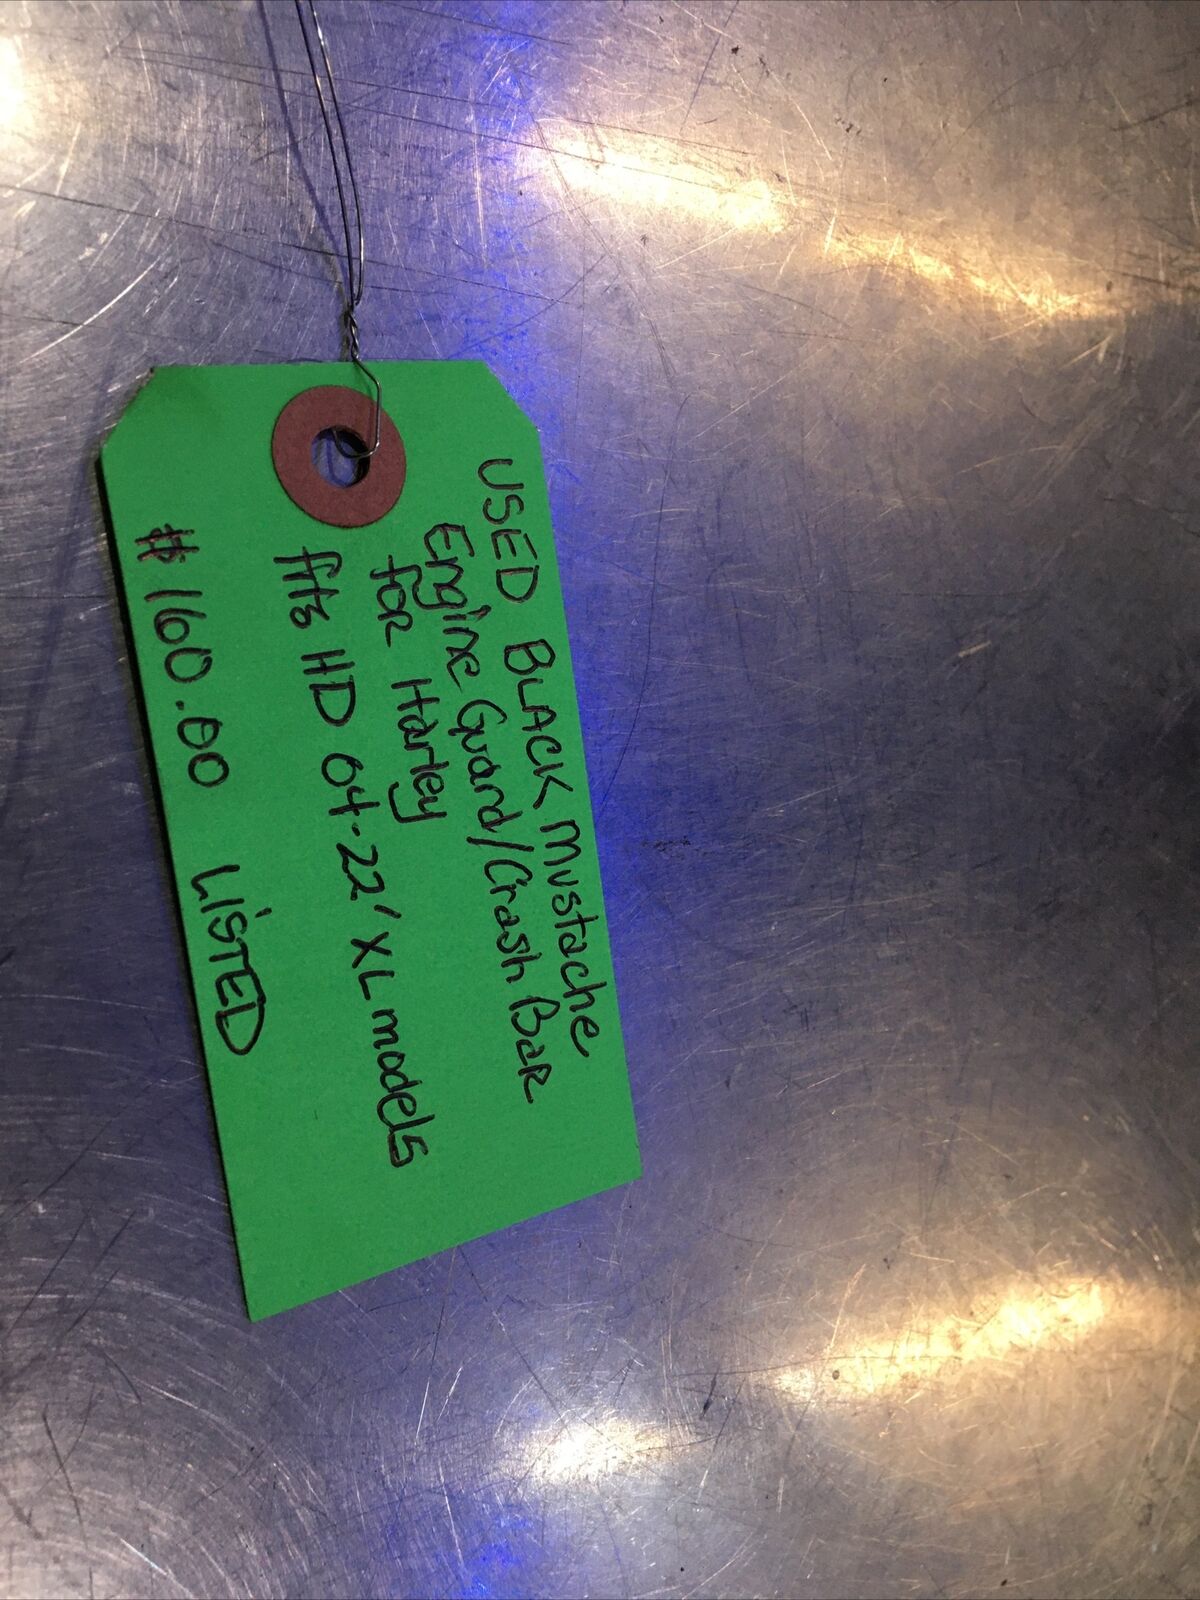 USED BLACK Mustache
Engine Guard/Crash Bar
for Harley
fits HD 04-22' XL models
$160.00 LiSTED